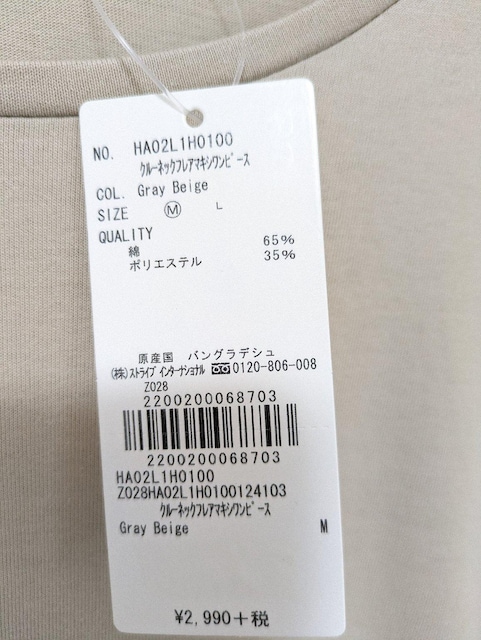 NO. HA02L1H0100
ｸﾙｰﾈｯｸﾌﾚｱﾏｷｼﾜﾝﾋﾟｰｽ
COL. Gray Beige
SIZE Ⓜ L
QUALITY
綿 65%
ポリエステル 35%
原産国 バングラデシュ
(株)ｽﾄﾗｲﾌﾟ ｲﾝﾀｰﾅｼｮﾅﾙ 0120-806-008
Z028
2200200068703
2200200068703
HA02L1H0100
Z028HA02L1H0100124103
ｸﾙｰﾈｯｸﾌﾚｱﾏｷｼﾜﾝﾋﾟｰｽ
Gray Beige M
¥2,990+税